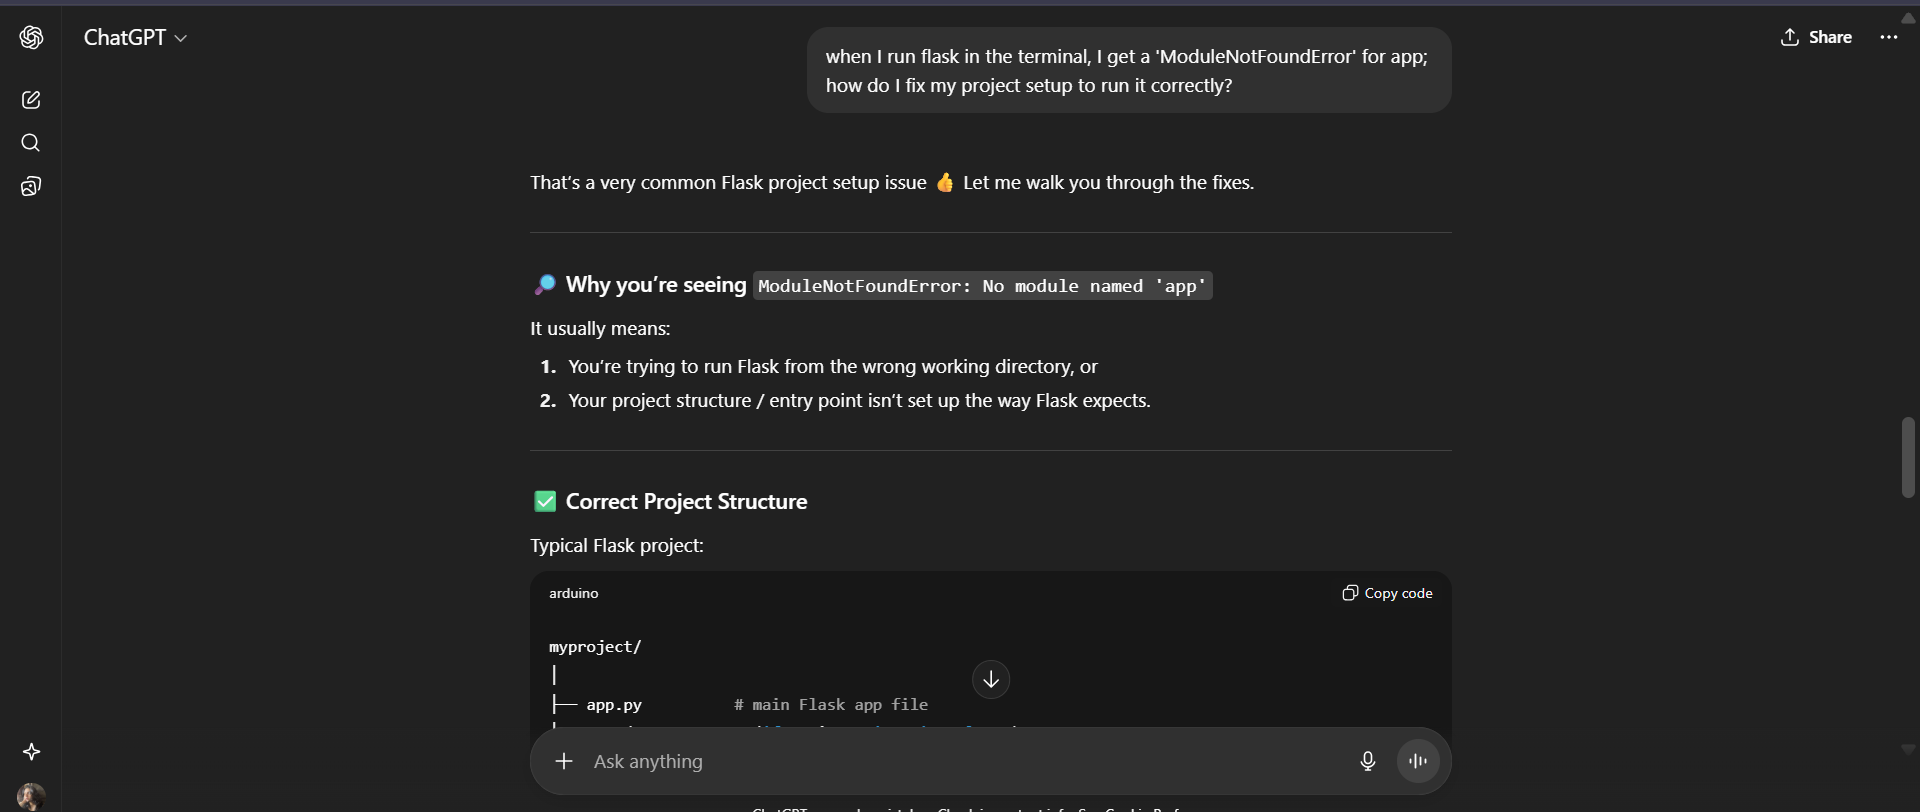 ChatGPT
Share
when I run flask in the terminal, I get a 'ModuleNotFoundError' for app;
how do I fix my project setup to run it correctly?
That's a very common Flask project setup issue 👍 Let me walk you through the fixes.
🔎 Why you're seeing ModuleNotFoundError: No module named 'app'
It usually means:
1. You're trying to run Flask from the wrong working directory, or
2. Your project structure / entry point isn't set up the way Flask expects.
✅ Correct Project Structure
Typical Flask project:
arduino
Copy code
myproject/
│
├── app.py # main Flask app file
Ask anything